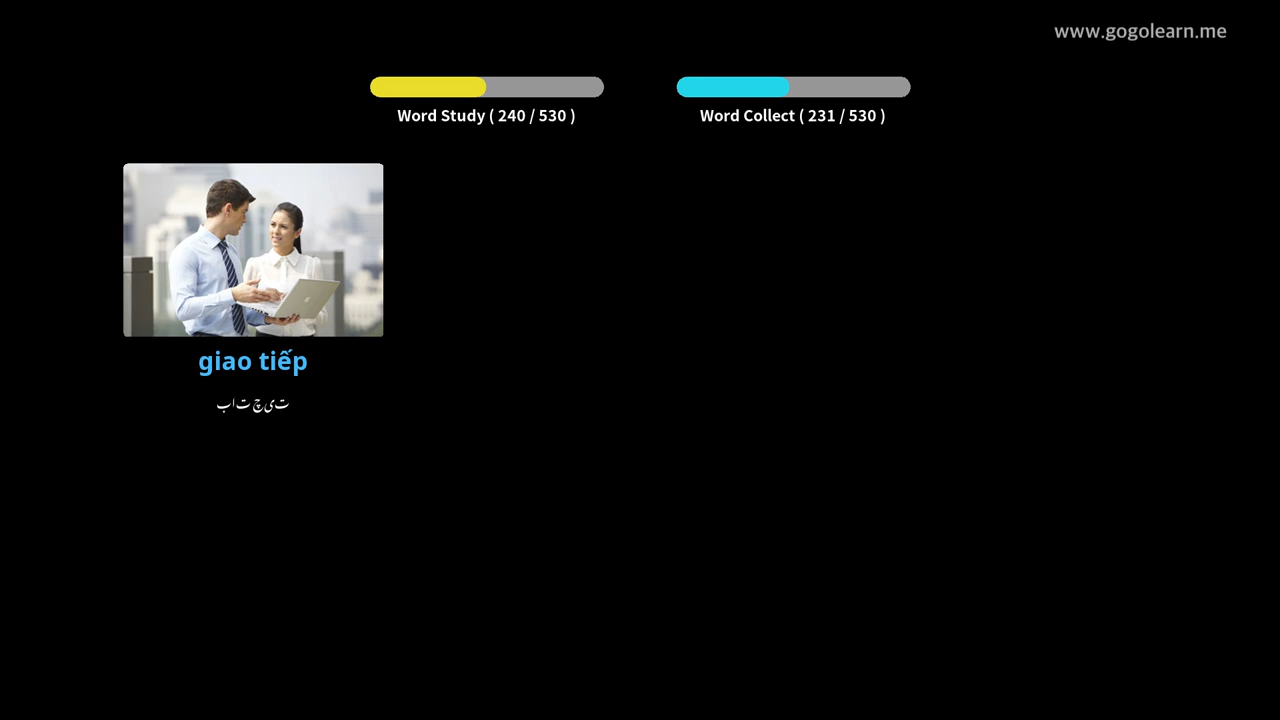 www.gogolearn.me
Word Study ( 240 / 530 )
Word Collect ( 231 / 530 )
giao tiếp
بات چیت